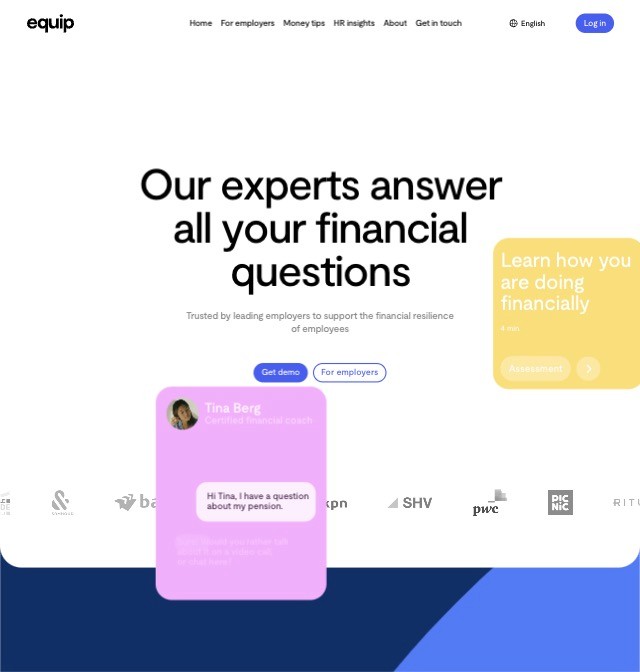 equip
Home For employers Money tips HR insights About Get in touch
English
Log in
Our experts answer
all your financial
questions
Trusted by leading employers to support the financial resilience
of employees
Get demo For employers
Learn how you
are doing
financially
4 min
Assessment
Tina Berg
Certified financial coach
Hi Tina, I have a question
about my pension.
would you rather talk
about it on a video call
or chat here?
kpn
SHV
pwc
PIC
NIC